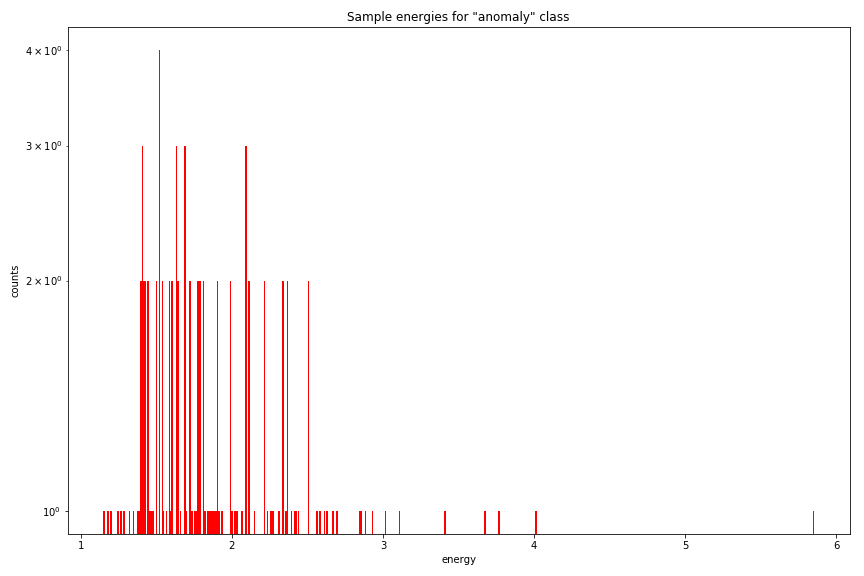 Sample energies for "anomaly" class
4 × 10⁰
3 × 10⁰
2 × 10⁰
10⁰
counts
1 2 3 4 5 6
energy